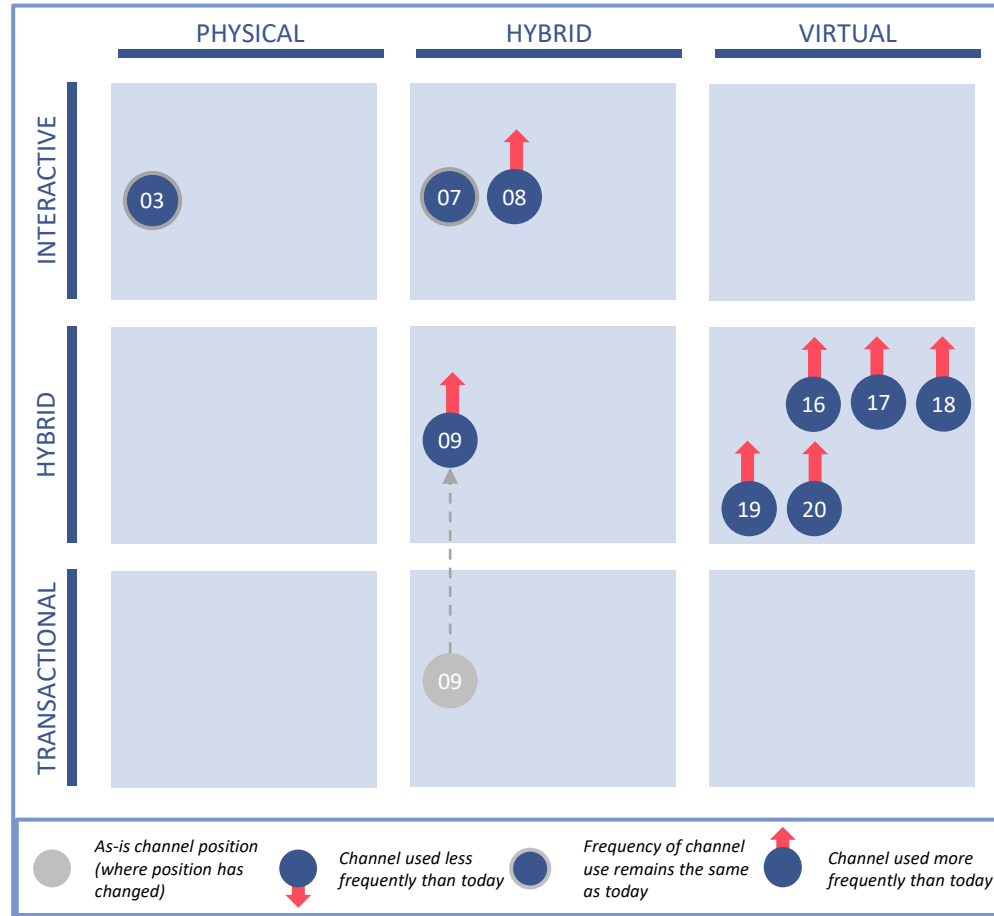 PHYSICAL
HYBRID
VIRTUAL
INTERACTIVE
03
07
08
HYBRID
09
16
17
18
19
20
TRANSACTIONAL
09
As-is channel position
(where position has
changed)
Channel used less
frequently than today
Frequency of channel
use remains the same
as today
Channel used more
frequently than today